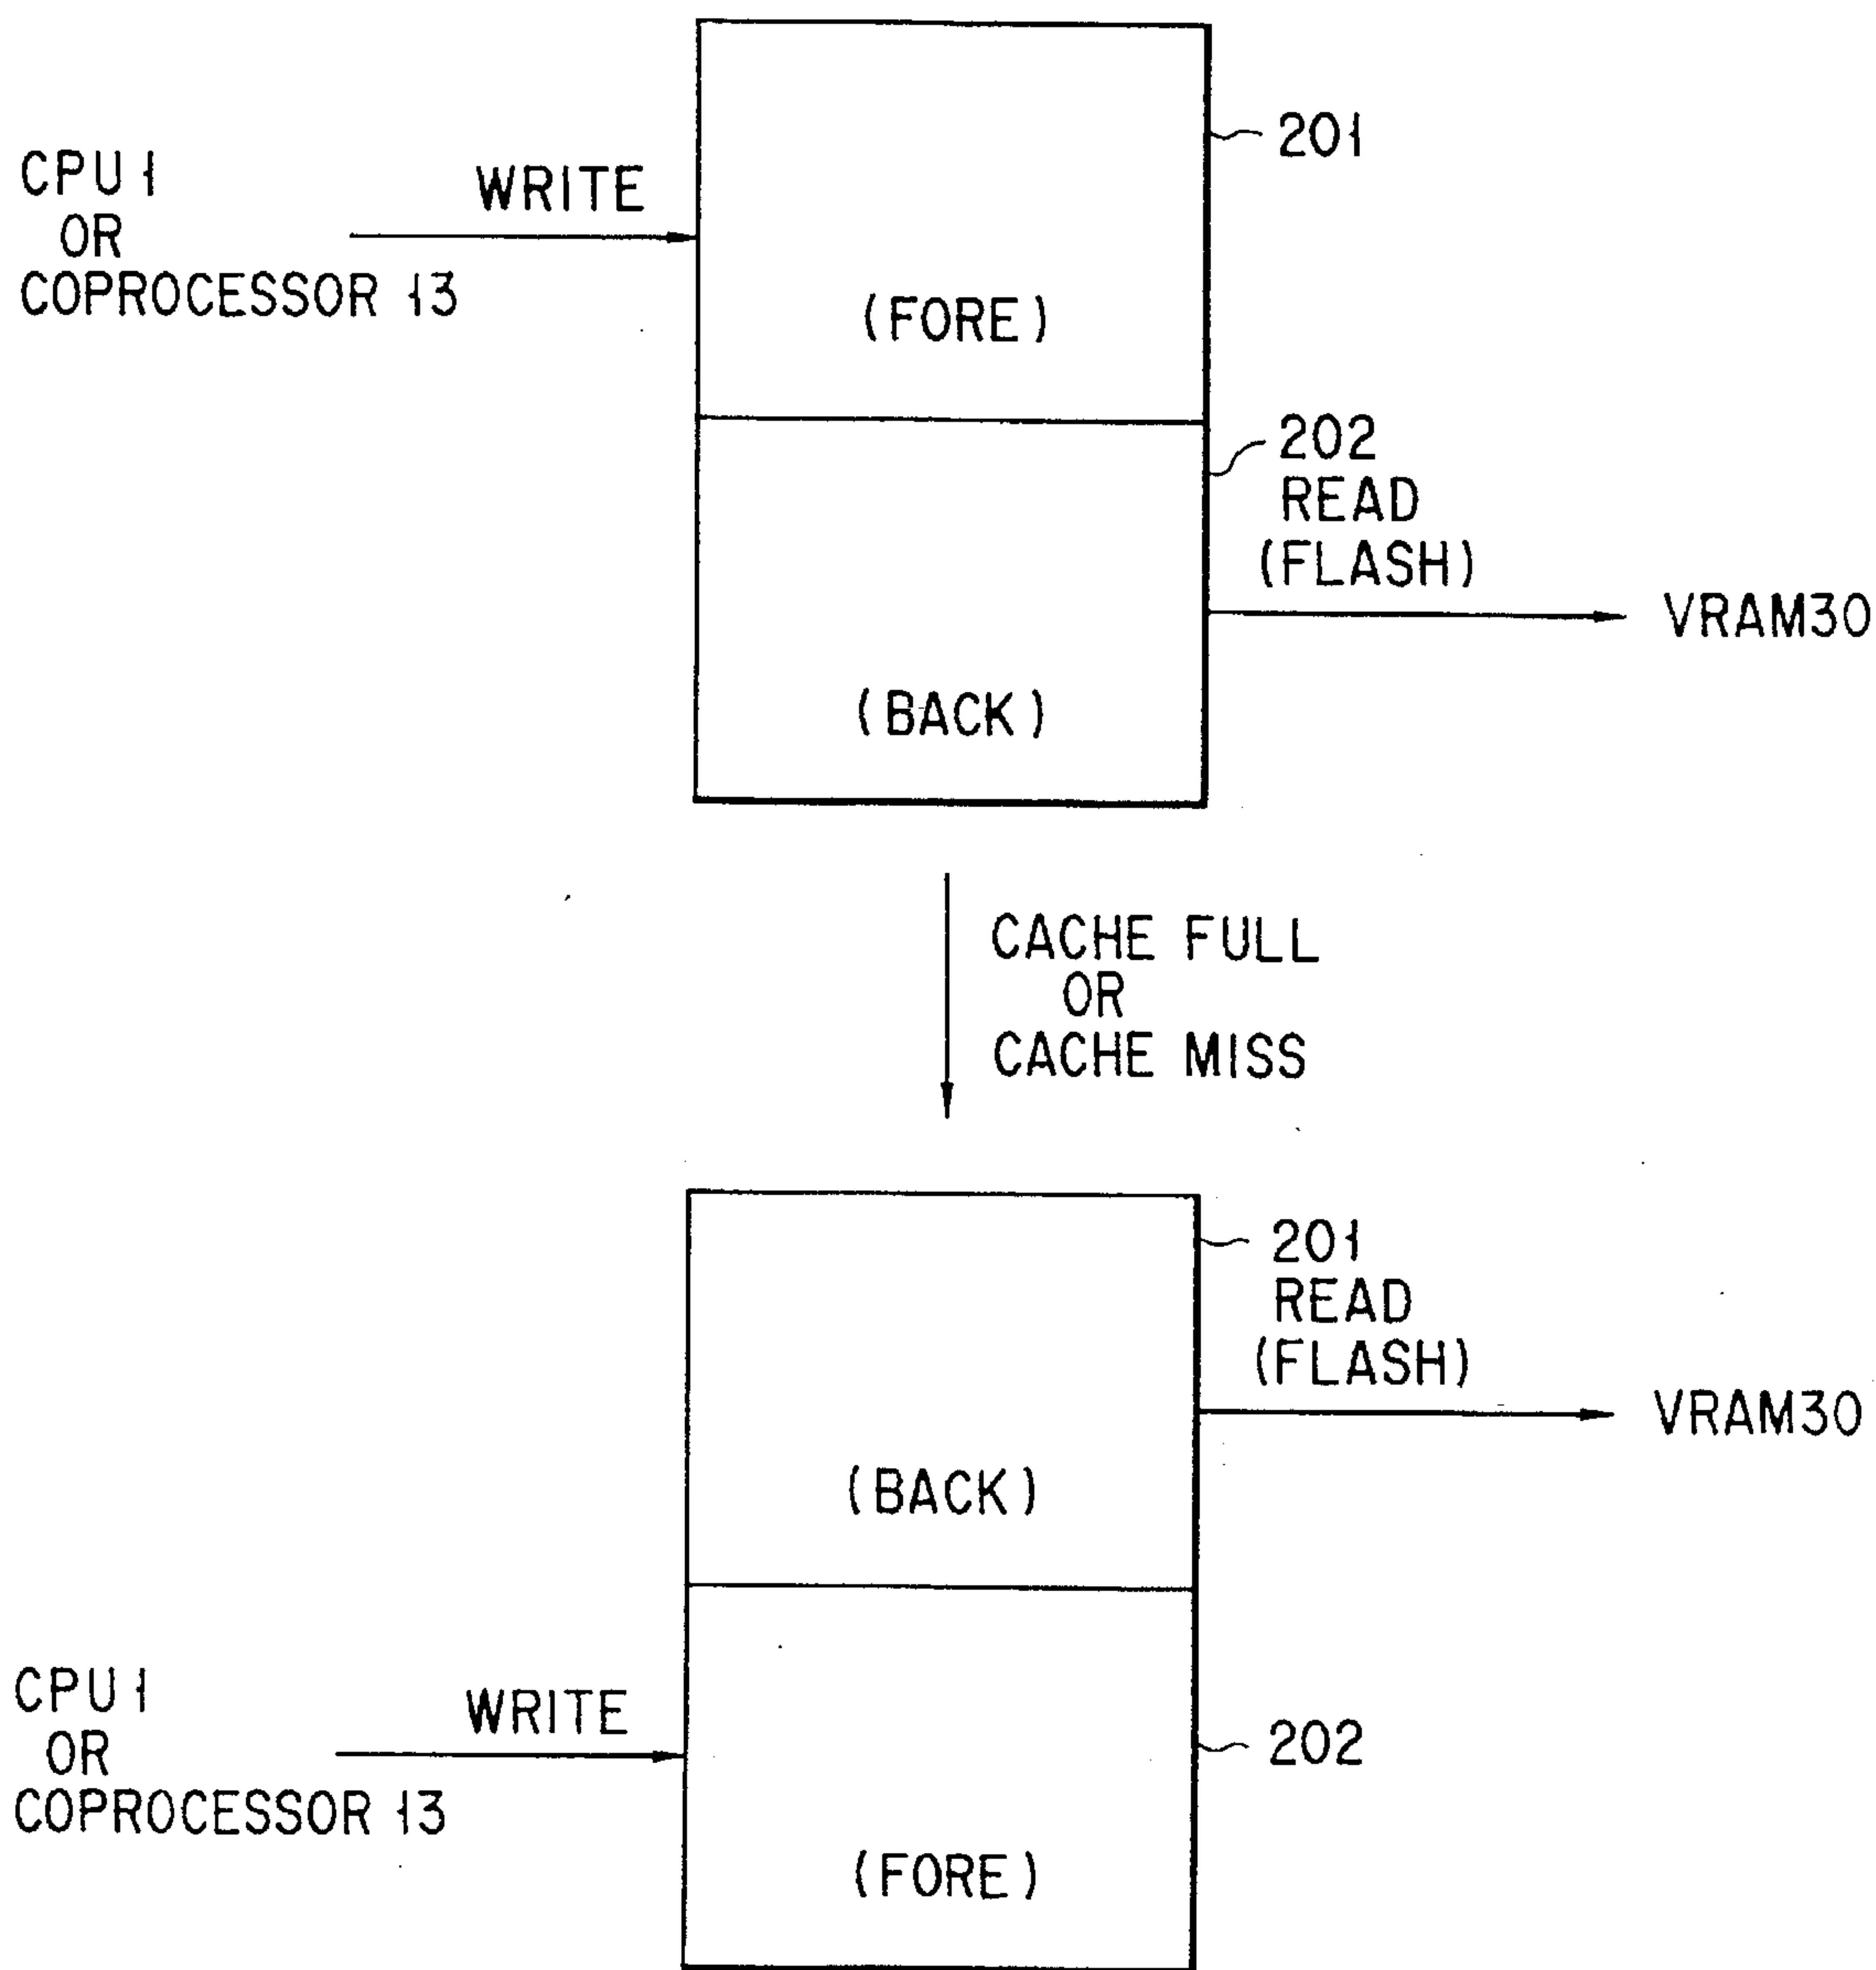 201
CPU 1
WRITE
OR
COPROCESSOR 13
(FORE)
202
READ
(FLASH)
VRAM30
(BACK)
CACHE FULL
OR
CACHE MISS
201
READ
(FLASH)
VRAM30
(BACK)
CPU 1
WRITE
OR
202
COPROCESSOR 13
(FORE)